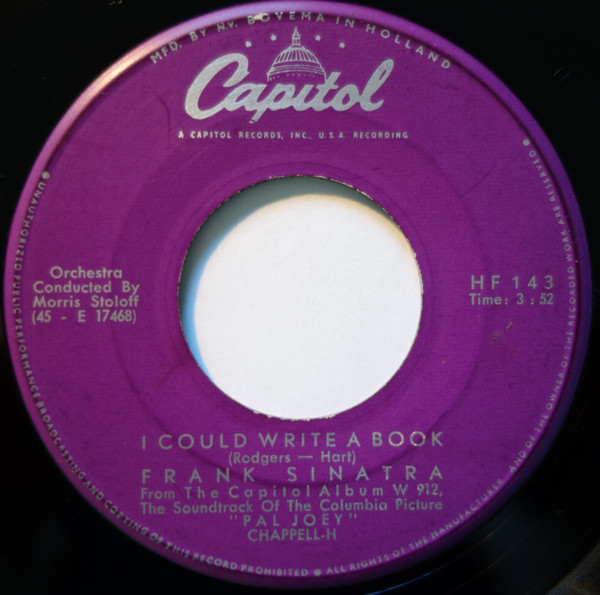 MFD. BY N.V. BOVEMA IN HOLLAND
Capitol
A CAPITOL RECORDS, INC., U.S.A. RECORDING
Orchestra
Conducted By
Morris Stoloff
(45 - E 17468)
HF 143
Time: 3 : 52
I COULD WRITE A BOOK
(Rodgers — Hart)
FRANK SINATRA
From The Capitol Album W 912,
The Soundtrack Of The Columbia Picture
"PAL JOEY"
CHAPPELL-H
UNAUTHORIZED PUBLIC PERFORMANCE BROADCASTING AND COPYING OF THIS RECORD PROHIBITED ● ALL RIGHTS OF THE MANUFACTURER AND OF THE OWNER OF THE RECORDED WORK ARE RESERVED